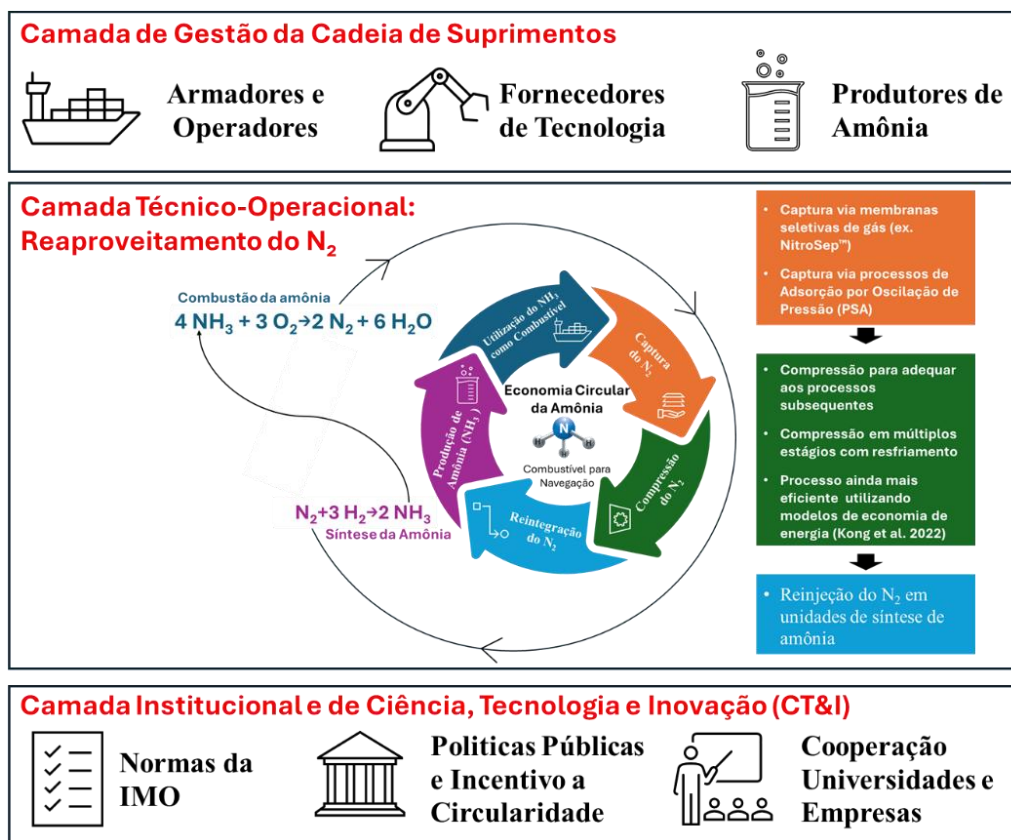 Camada de Gestão da Cadeia de Suprimentos
Armadores e
Operadores
Fornecedores
de Tecnologia
Produtores de
Amônia
Camada Técnico-Operacional:
Reaproveitamento do N₂
Combustão da amônia
4 NH₃ + 3 O₂→2 N₂ + 6 H₂O
N₂+3 H₂→2 NH₃
Síntese da Amônia
Utilização do NH₃
como Combustível
Captura
do N₂
Compressão
do N₂
Reintegração
do N₂
Produção de
Amônia (NH₃)
Economia Circular
da Amônia
N
H
H
H
Combustível para
Navegação
• Captura via membranas
seletivas de gás (ex.
NitroSep™)
• Captura via processos de
Adsorção por Oscilação de
Pressão (PSA)
• Compressão para adequar
aos processos
subsequentes
• Compressão em múltiplos
estágios com resfriamento
• Processo ainda mais
eficiente utilizando
modelos de economia de
energia (Kong et al. 2022)
• Reinjeção do N₂ em
unidades de síntese de
amônia
Camada Institucional e de Ciência, Tecnologia e Inovação (CT&I)
Normas da
IMO
Politicas Públicas
e Incentivo a
Circularidade
Cooperação
Universidades e
Empresas